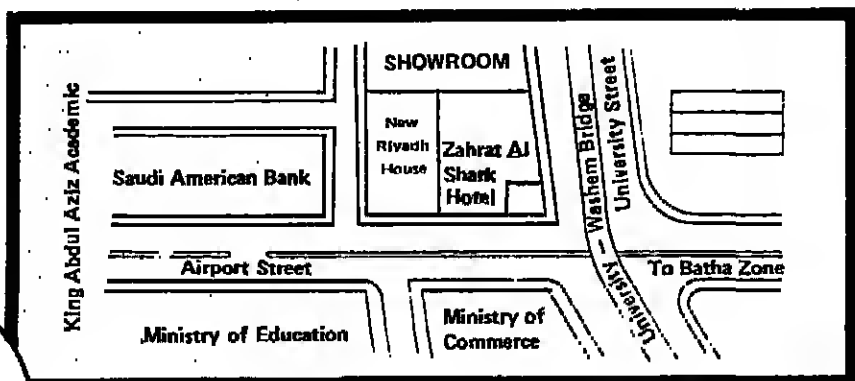 SHOWROOM
King Abdul Aziz Academic
Saudi American Bank
New
Riyadh
House
Zahrat Al
Shark
Hotel
University – Washem Bridge
University Street
Airport Street
To Batha Zone
Ministry of Education
Ministry of
Commerce